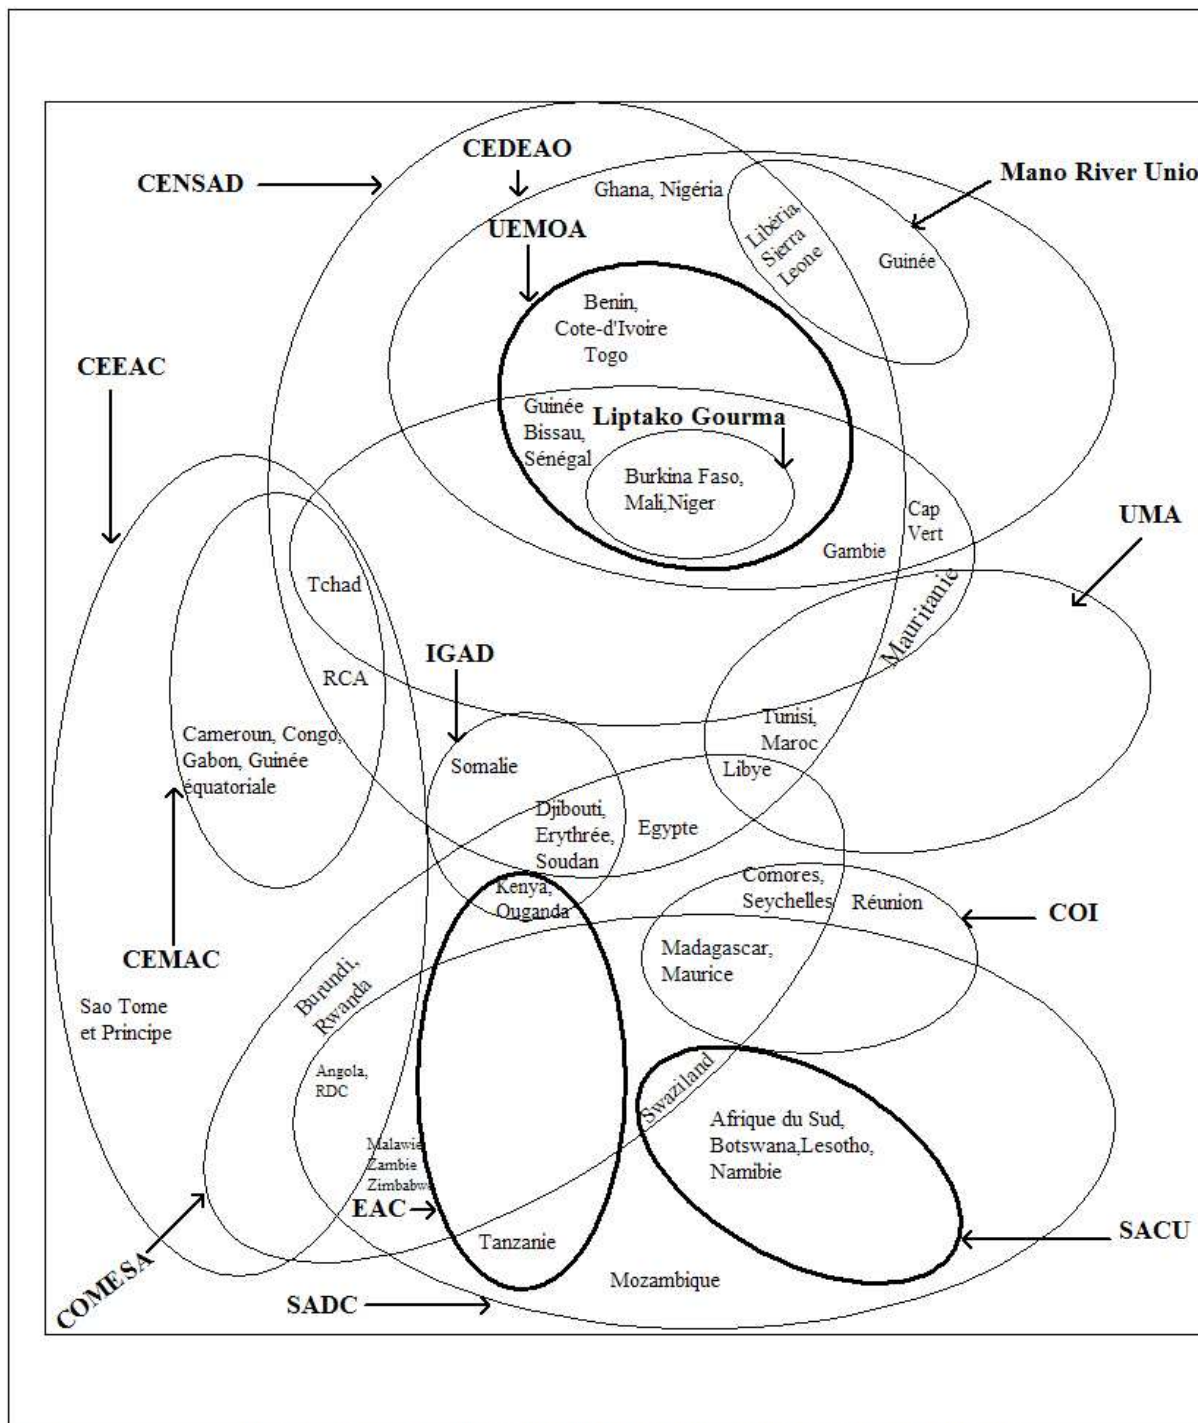 CEDEAO
CENSAD
Mano River Unio
Ghana, Nigéria
UEMOA
Libéria,
Sierra
Leone
Guinée
Benin,
Cote-d'Ivoire
Togo
CEEAC
Guinée
Bissau,
Sénégal
Liptako Gourma
Burkina Faso,
Mali,Niger
Cap
Vert
UMA
Gambie
Tchad
Mauritanie
IGAD
RCA
Cameroun, Congo,
Gabon, Guinée
équatoriale
Tunisi,
Maroc
Libye
Somalie
Djibouti,
Erythrée,
Soudan
Egypte
Kenya,
Ouganda
Comores,
Seychelles
Réunion
COI
Madagascar,
Maurice
CEMAC
Sao Tome
et Principe
Burundi,
Rwanda
Angola,
RDC
Swaziland
Afrique du Sud,
Botswana,Lesotho,
Namibie
Malawie
Zambie
Zimbabwe
EAC
Tanzanie
SACU
Mozambique
COMESA
SADC